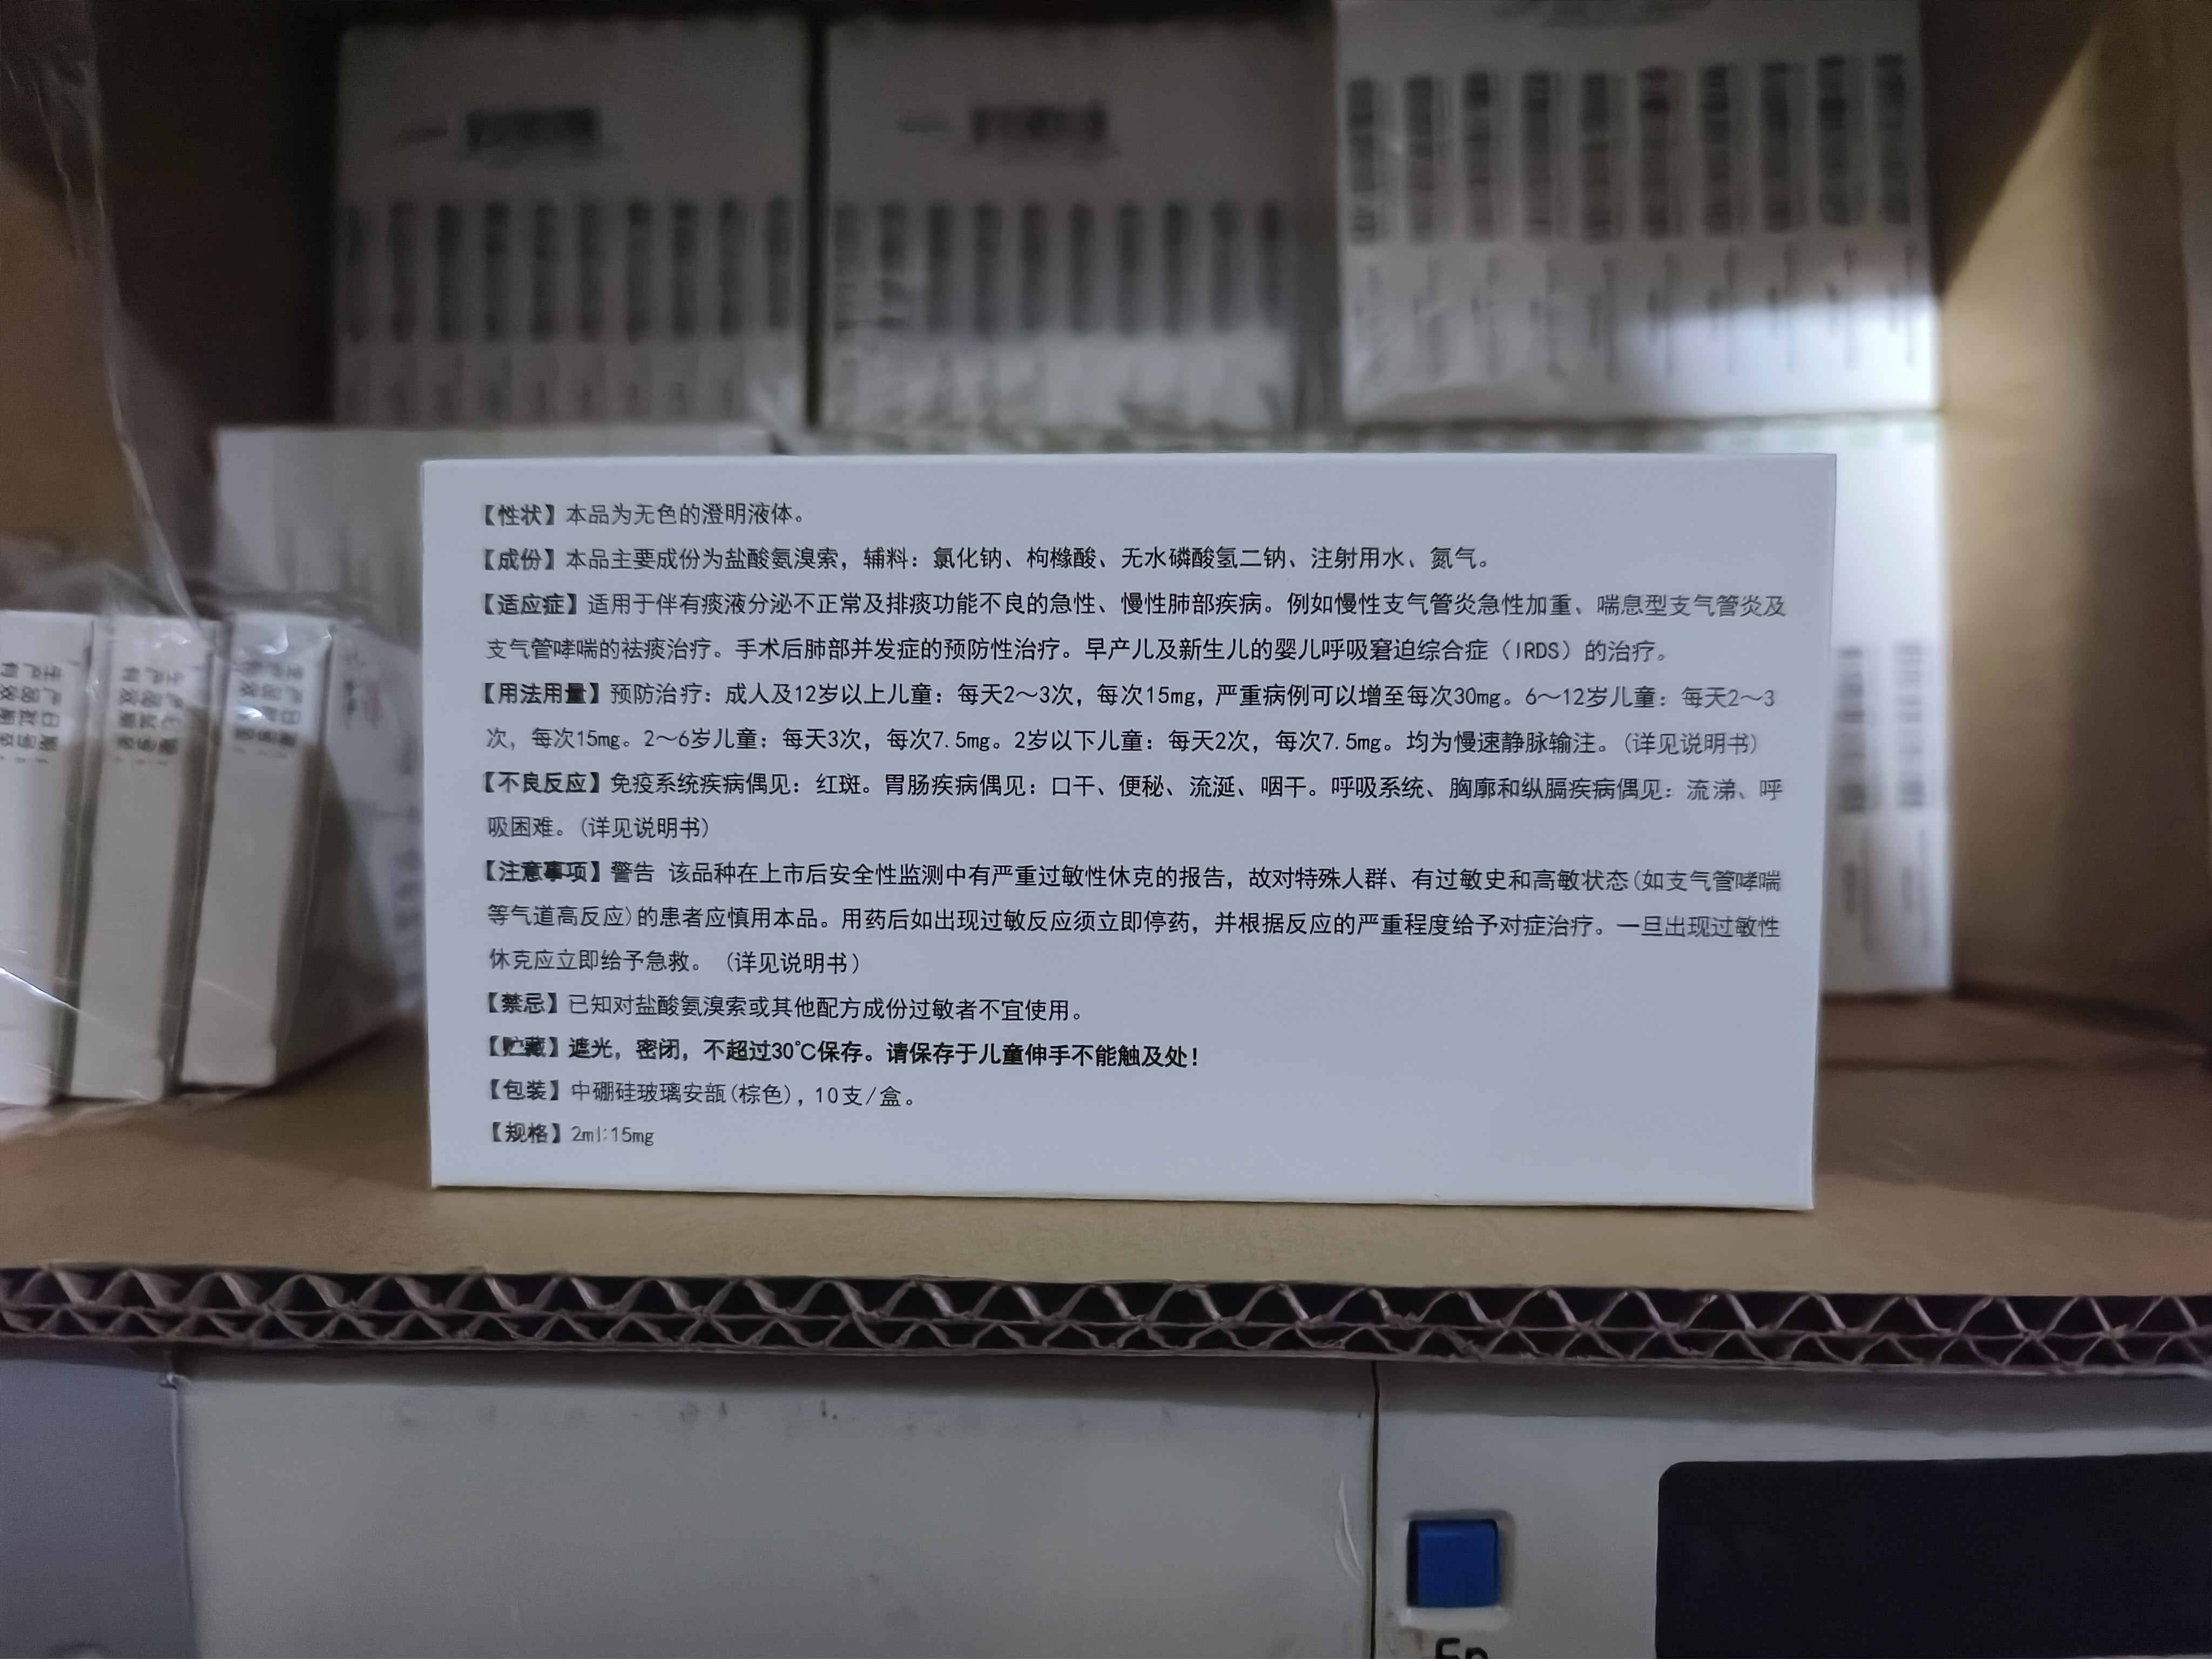 【性状】本品为无色的澄明液体。
【成份】本品主要成份为盐酸氨溴索，辅料：氯化钠、枸橼酸、无水磷酸氢二钠、注射用水、氮气。
【适应症】适用于伴有痰液分泌不正常及排痰功能不良的急性、慢性肺部疾病。例如慢性支气管炎急性加重、喘息型支气管炎及
支气管哮喘的祛痰治疗。手术后肺部并发症的预防性治疗。早产儿及新生儿的婴儿呼吸窘迫综合症（IRDS）的治疗。
【用法用量】预防治疗：成人及12岁以上儿童：每天2～3次，每次15mg，严重病例可以增至每次30mg。6～12岁儿童：每天2～3
次，每次15mg。2～6岁儿童：每天3次，每次7.5mg。2岁以下儿童：每天2次，每次7.5mg。均为慢速静脉输注。(详见说明书)
【不良反应】免疫系统疾病偶见：红斑。胃肠疾病偶见：口干、便秘、流涎、咽干。呼吸系统、胸廓和纵膈疾病偶见：流涕、呼
吸困难。(详见说明书)
【注意事项】警告 该品种在上市后安全性监测中有严重过敏性休克的报告，故对特殊人群、有过敏史和高敏状态(如支气管哮喘
等气道高反应)的患者应慎用本品。用药后如出现过敏反应须立即停药，并根据反应的严重程度给予对症治疗。一旦出现过敏性
休克应立即给予急救。（详见说明书）
【禁忌】已知对盐酸氨溴索或其他配方成份过敏者不宜使用。
【贮藏】遮光，密闭，不超过30℃保存。请保存于儿童伸手不能触及处！
【包装】中硼硅玻璃安瓿(棕色)，10支/盒。
【规格】2ml:15mg